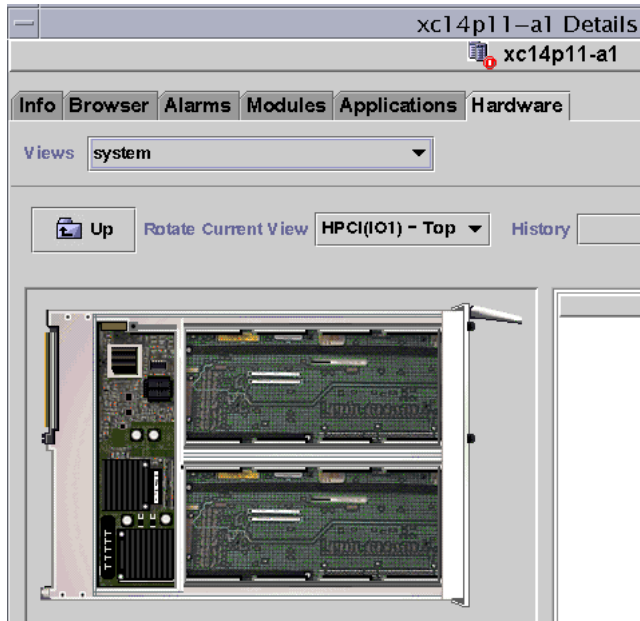 xc14p11-a1 Details
xc14p11-a1
Info Browser Alarms Modules Applications Hardware
Views system
Up Rotate Current View HPCI(IO1) - Top History